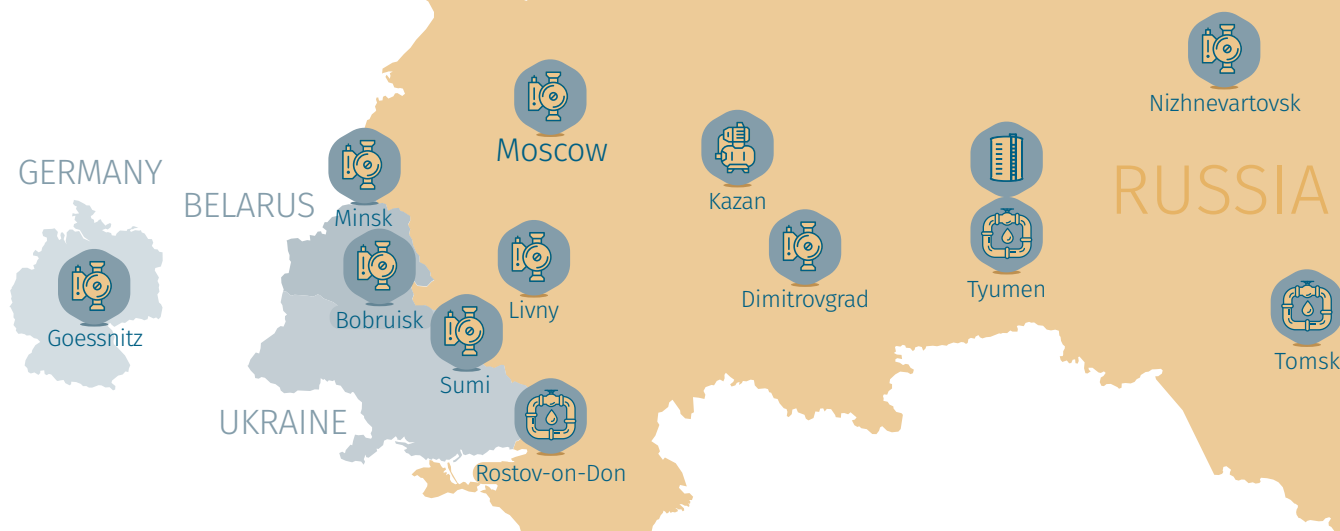 Nizhnevartovsk
Moscow
GERMANY
RUSSIA
BELARUS
Minsk
Kazan
Tyumen
Dimitrovgrad
Livny
Bobruisk
Goessnitz
Tomsk
Sumi
UKRAINE
Rostov-on-Don